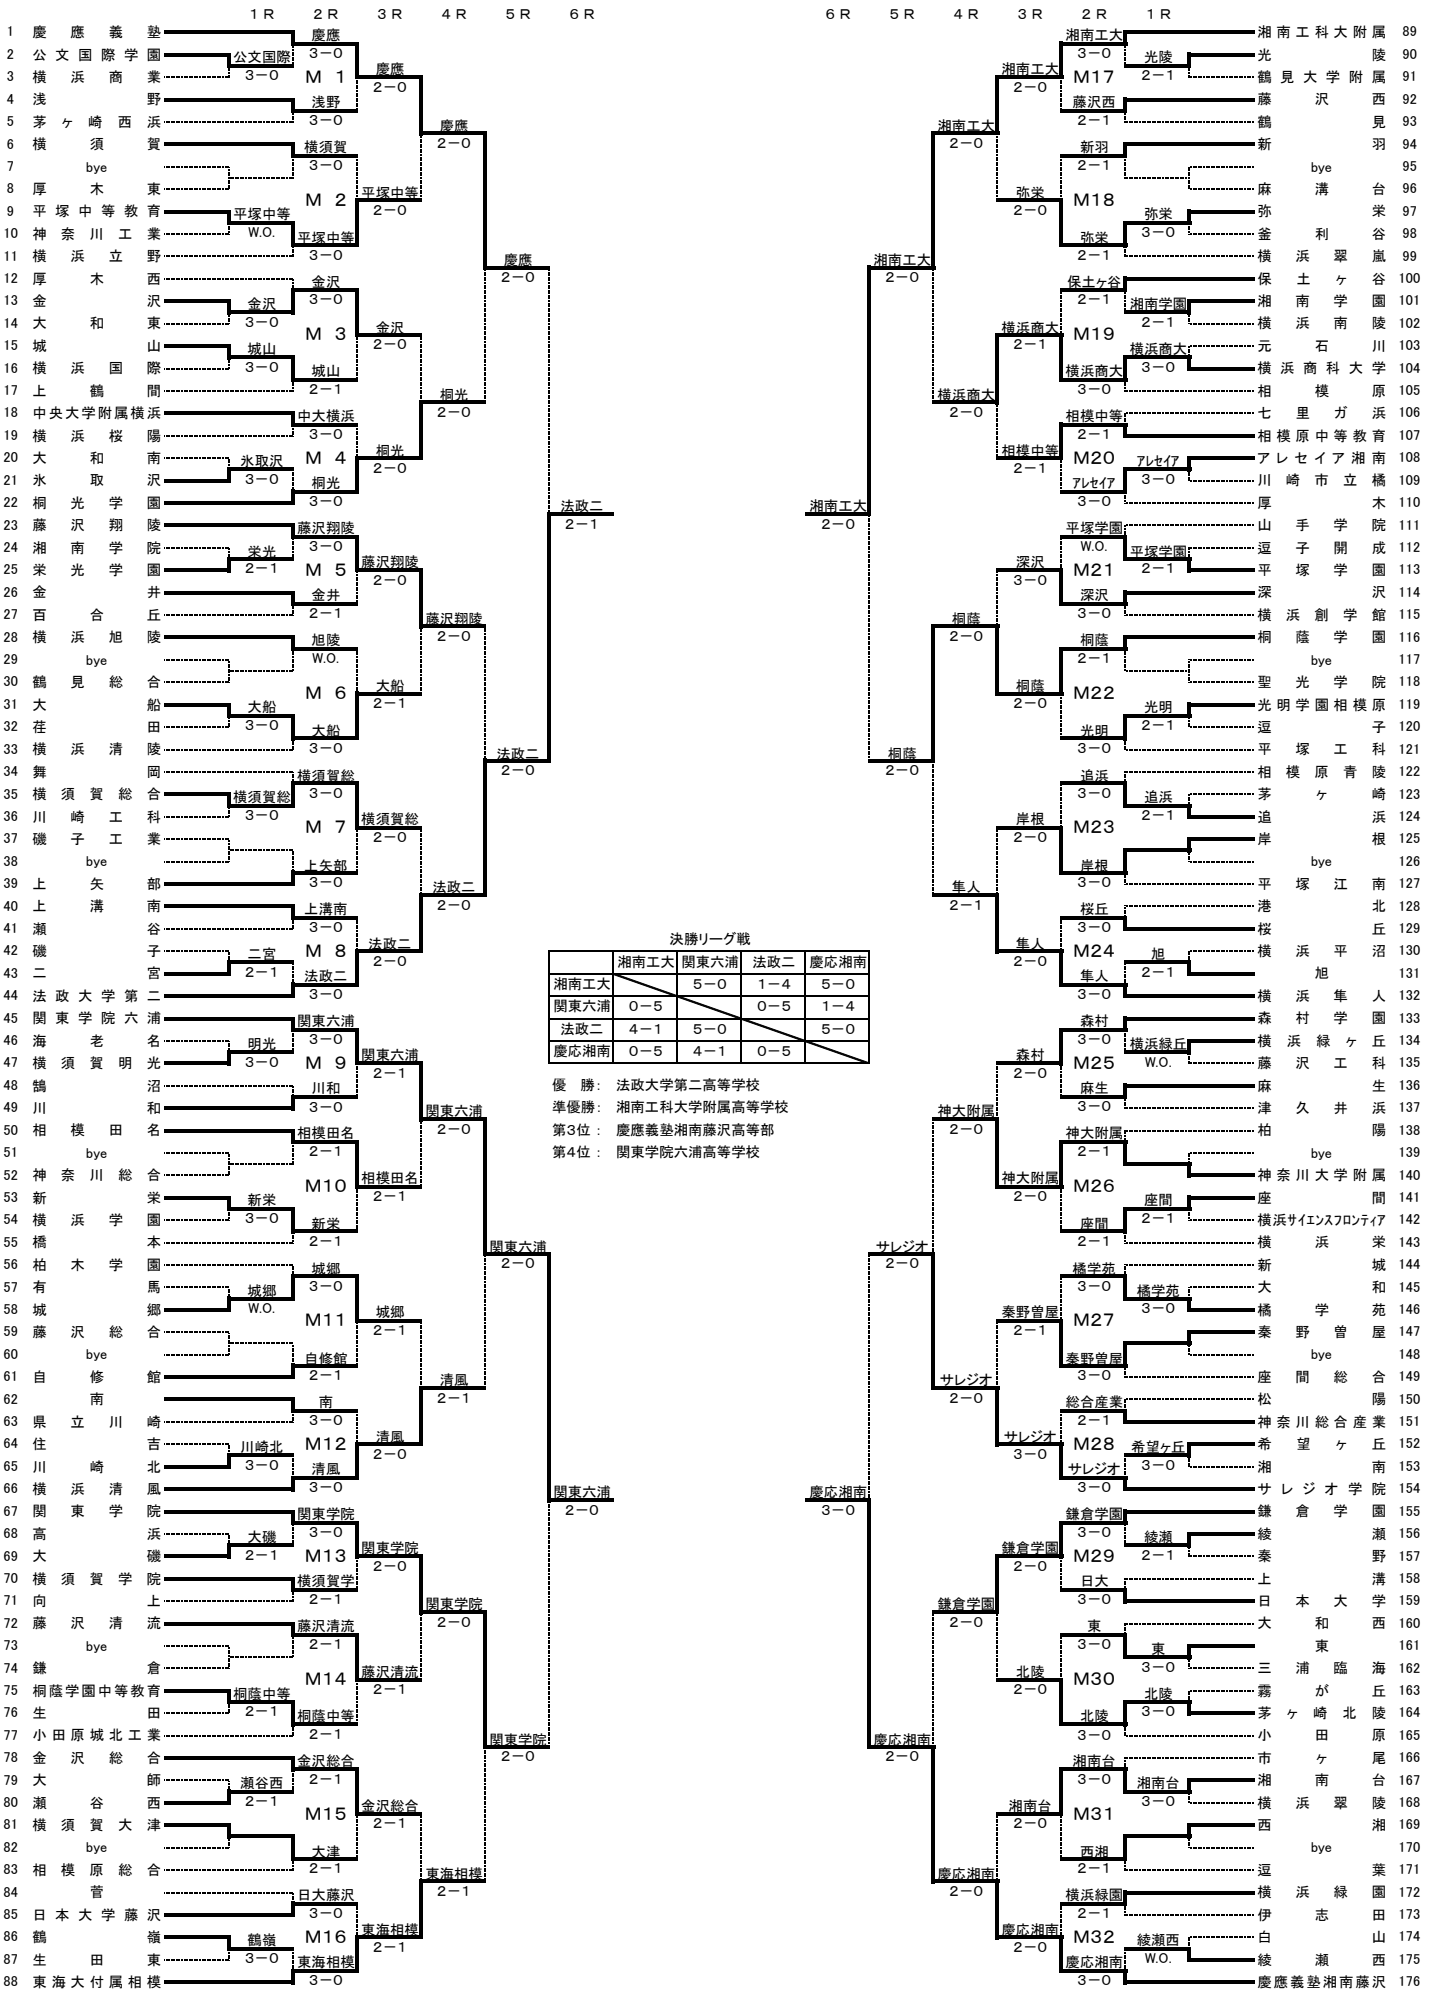 1R 2R 3R 4R 5R 6R
6R 5R 4R 3R 2R 1R
1 慶應義塾
2 公文国際学園
3 横浜商業
4 浅野
5 茅ヶ崎西浜
6 横須賀
7 bye
8 厚木東
9 平塚中等教育
10 神奈川工業
11 横浜立野
12 厚木西
13 金沢
14 大和東
15 城山
16 横浜国際
17 上鶴間
18 中央大学附属横浜
19 横浜桜陽
20 大和南
21 氷取沢
22 桐光学園
23 藤沢翔陵
24 湘南学院
25 栄光学園
26 金井
27 百合丘
28 横浜旭陵
29 bye
30 鶴見総合
31 大船
32 荏田
33 横浜清陵
34 舞岡
35 横須賀総合
36 川崎工科
37 磯子工業
38 bye
39 上矢部
40 上溝南
41 瀬谷
42 磯子
43 二宮
44 法政大学第二
45 関東学院六浦
46 海老名
47 横須賀明光
48 鵠沼
49 川和
50 相模田名
51 bye
52 神奈川総合
53 新栄
54 横浜学園
55 橋本
56 柏木学園
57 有馬
58 城郷
59 藤沢総合
60 bye
61 自修館
62 南
63 県立川崎
64 住吉
65 川崎北
66 横浜清風
67 関東学院
68 高浜
69 大磯
70 横須賀学院
71 向上
72 藤沢清流
73 bye
74 鎌倉
75 桐蔭学園中等教育
76 生田
77 小田原城北工業
78 金沢総合
79 大師
80 瀬谷西
81 横須賀大津
82 bye
83 相模原総合
84 菅
85 日本大学藤沢
86 鶴嶺
87 生田東
88 東海大付属相模
公文国際 3-0
平塚中等 W.O.
金沢 3-0
城山 3-0
氷取沢 3-0
栄光 2-1
大船 3-0
横須賀総 3-0
二宮 2-1
明光 3-0
新栄 3-0
城郷 W.O.
川崎北 3-0
大磯 2-1
桐蔭中等 2-1
瀬谷西 2-1
鶴嶺 3-0
慶應 3-0
M 1
浅野 3-0
横須賀 3-0
M 2
平塚中等 3-0
金沢 3-0
M 3
城山 2-1
中大横浜 3-0
M 4
桐光 3-0
藤沢翔陵 3-0
M 5
金井 2-1
旭陵 W.O.
M 6
大船 3-0
横須賀総 3-0
M 7
上矢部 3-0
上溝南 3-0
M 8
法政二 3-0
関東六浦 3-0
M 9
川和 3-0
相模田名 2-1
M10
新栄 2-1
城郷 3-0
M11
自修館 2-1
南 3-0
M12
清風 3-0
関東学院 3-0
M13
横須賀学 2-1
藤沢清流 2-1
M14
桐蔭中等 2-1
金沢総合 2-1
M15
大津 2-1
日大藤沢 3-0
M16
東海相模 3-0
慶應 2-0
平塚中等 2-0
金沢 2-0
桐光 2-0
藤沢翔陵 2-0
大船 2-1
横須賀総 2-0
法政二 2-0
関東六浦 2-1
相模田名 2-1
城郷 2-1
清風 2-0
関東学院 2-0
藤沢清流 2-1
金沢総合 2-1
東海相模 2-1
慶應 2-0
桐光 2-0
藤沢翔陵 2-0
法政二 2-0
関東六浦 2-0
清風 2-1
関東学院 2-0
東海相模 2-1
慶應 2-0
法政二 2-0
関東六浦 2-0
関東学院 2-0
法政二 2-1
関東六浦 2-0
決勝リーグ戦
湘南工大 関東六浦 法政二 慶応湘南
湘南工大 5-0 1-4 5-0
関東六浦 0-5 0-5 1-4
法政二 4-1 5-0 5-0
慶応湘南 0-5 4-1 0-5
優 勝: 法政大学第二高等学校
準優勝: 湘南工科大学附属高等学校
第3位: 慶應義塾湘南藤沢高等部
第4位: 関東学院六浦高等学校
湘南工大 2-0
慶応湘南 3-0
湘南工大 2-0
桐蔭 2-0
サレジオ 2-0
慶応湘南 2-0
湘南工大 2-0
横浜商大 2-0
桐蔭 2-0
隼人 2-1
神大附属 2-0
サレジオ 2-0
鎌倉学園 2-0
慶応湘南 2-0
湘南工大 2-0
弥栄 2-0
横浜商大 2-1
相模中等 2-1
深沢 3-0
桐蔭 2-0
岸根 2-0
隼人 2-0
森村 2-0
神大附属 2-0
秦野曽屋 2-1
サレジオ 3-0
鎌倉学園 2-0
北陵 2-0
湘南台 2-0
慶応湘南 2-0
湘南工大 3-0
M17
藤沢西 2-1
新羽 2-1
M18
弥栄 2-1
保土ヶ谷 2-1
M19
横浜商大 3-0
相模中等 2-1
M20
アレセイア 3-0
平塚学園 W.O.
M21
深沢 3-0
桐蔭 2-1
M22
光明 3-0
追浜 3-0
M23
岸根 3-0
桜丘 3-0
M24
隼人 3-0
森村 3-0
M25
麻生 3-0
神大附属 2-1
M26
座間 2-1
橘学苑 3-0
M27
秦野曽屋 3-0
総合産業 2-1
M28
サレジオ 3-0
鎌倉学園 3-0
M29
日大 3-0
東 3-0
M30
北陵 3-0
湘南台 3-0
M31
西湘 2-1
横浜緑園 2-1
M32
慶応湘南 3-0
光陵 2-1
弥栄 3-0
湘南学園 2-1
横浜商大 3-0
アレセイア 3-0
平塚学園 2-1
光明 2-1
追浜 2-1
旭 2-1
横浜緑丘 W.O.
座間 2-1
橘学苑 3-0
希望ヶ丘 3-0
綾瀬 2-1
東 3-0
北陵 3-0
湘南台 3-0
綾瀬西 W.O.
湘南工科大附属 89
光陵 90
鶴見大学附属 91
藤沢西 92
鶴見 93
新羽 94
bye 95
麻溝台 96
弥栄 97
釜利谷 98
横浜翠嵐 99
保土ヶ谷 100
湘南学園 101
横浜南陵 102
元石川 103
横浜商科大学 104
相模原 105
七里ガ浜 106
相模原中等教育 107
アレセイア湘南 108
川崎市立橘 109
厚木 110
山手学院 111
逗子開成 112
平塚学園 113
深沢 114
横浜創学館 115
桐蔭学園 116
bye 117
聖光学院 118
光明学園相模原 119
逗子 120
平塚工科 121
相模原青陵 122
茅ヶ崎 123
追浜 124
岸根 125
bye 126
平塚江南 127
港北 128
桜丘 129
横浜平沼 130
旭 131
横浜隼人 132
森村学園 133
横浜緑ヶ丘 134
藤沢工科 135
麻生 136
津久井浜 137
柏陽 138
bye 139
神奈川大学附属 140
座間 141
横浜サイエンスフロンティア 142
横浜栄 143
新城 144
大和 145
橘学苑 146
秦野曽屋 147
bye 148
座間総合 149
松陽 150
神奈川総合産業 151
希望ヶ丘 152
湘南 153
サレジオ学院 154
鎌倉学園 155
綾瀬 156
秦野 157
上溝 158
日本大学 159
大和西 160
東 161
三浦臨海 162
霧が丘 163
茅ヶ崎北陵 164
小田原 165
市ヶ尾 166
湘南台 167
横浜翠陵 168
西湘 169
bye 170
逗葉 171
横浜緑園 172
伊志田 173
白山 174
綾瀬西 175
慶應義塾湘南藤沢 176